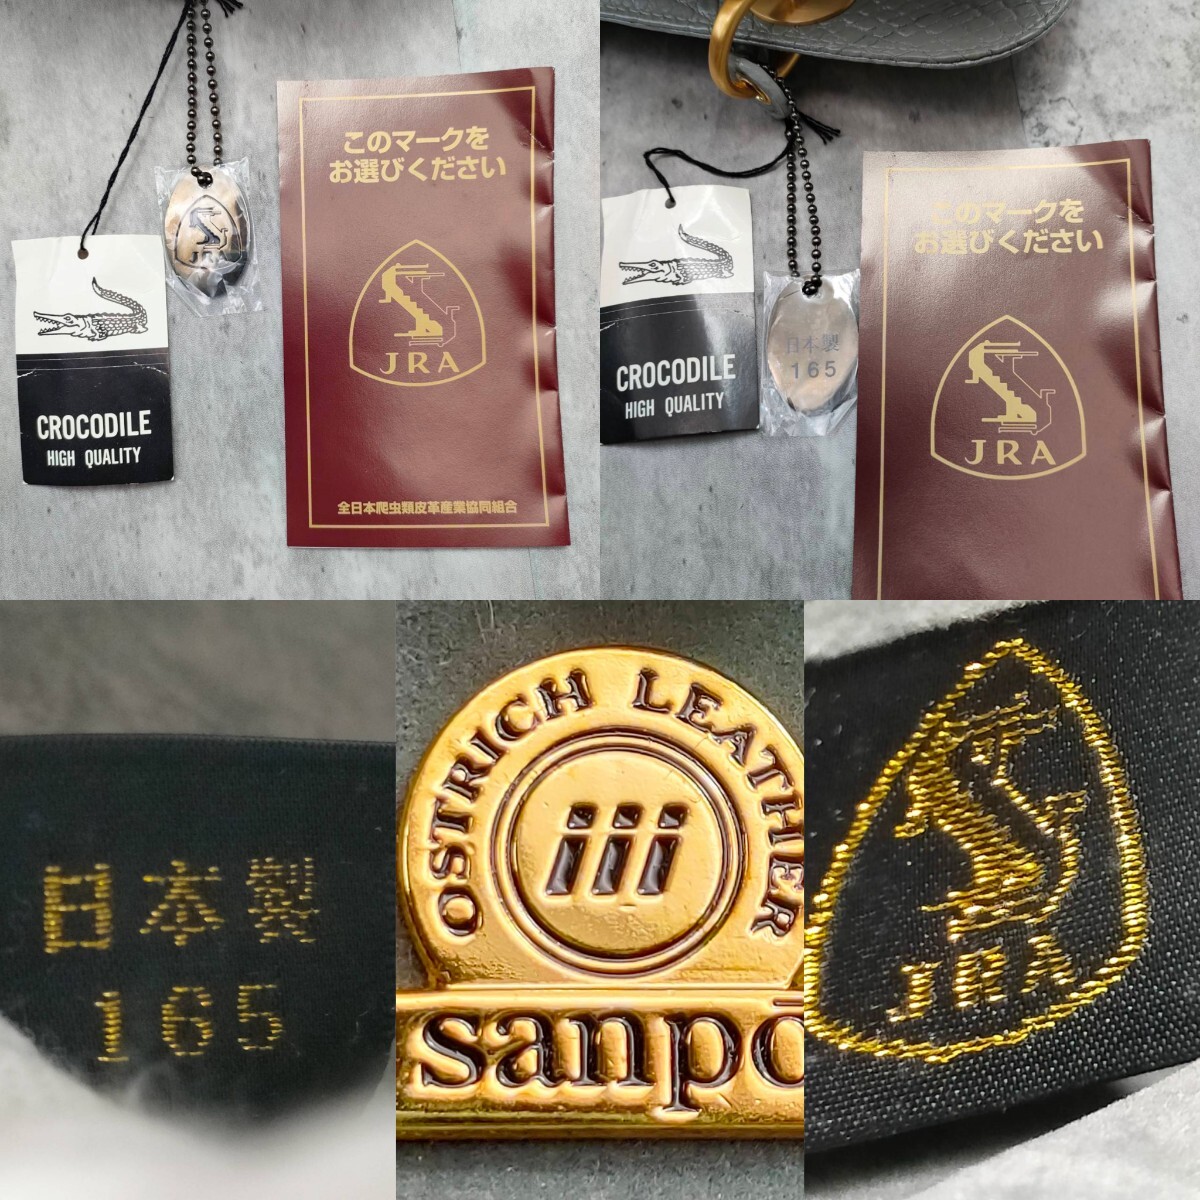 このマークを
お選びください
JRA
全日本爬虫類皮革産業協同組合
JRA
CROCODILE
HIGH QUALITY
このマークを
お選びください
JRA
日本製
165
CROCODILE
HIGH QUALITY
日本製
165
OSTRICH LEATHER
iii
sanpō
JRA